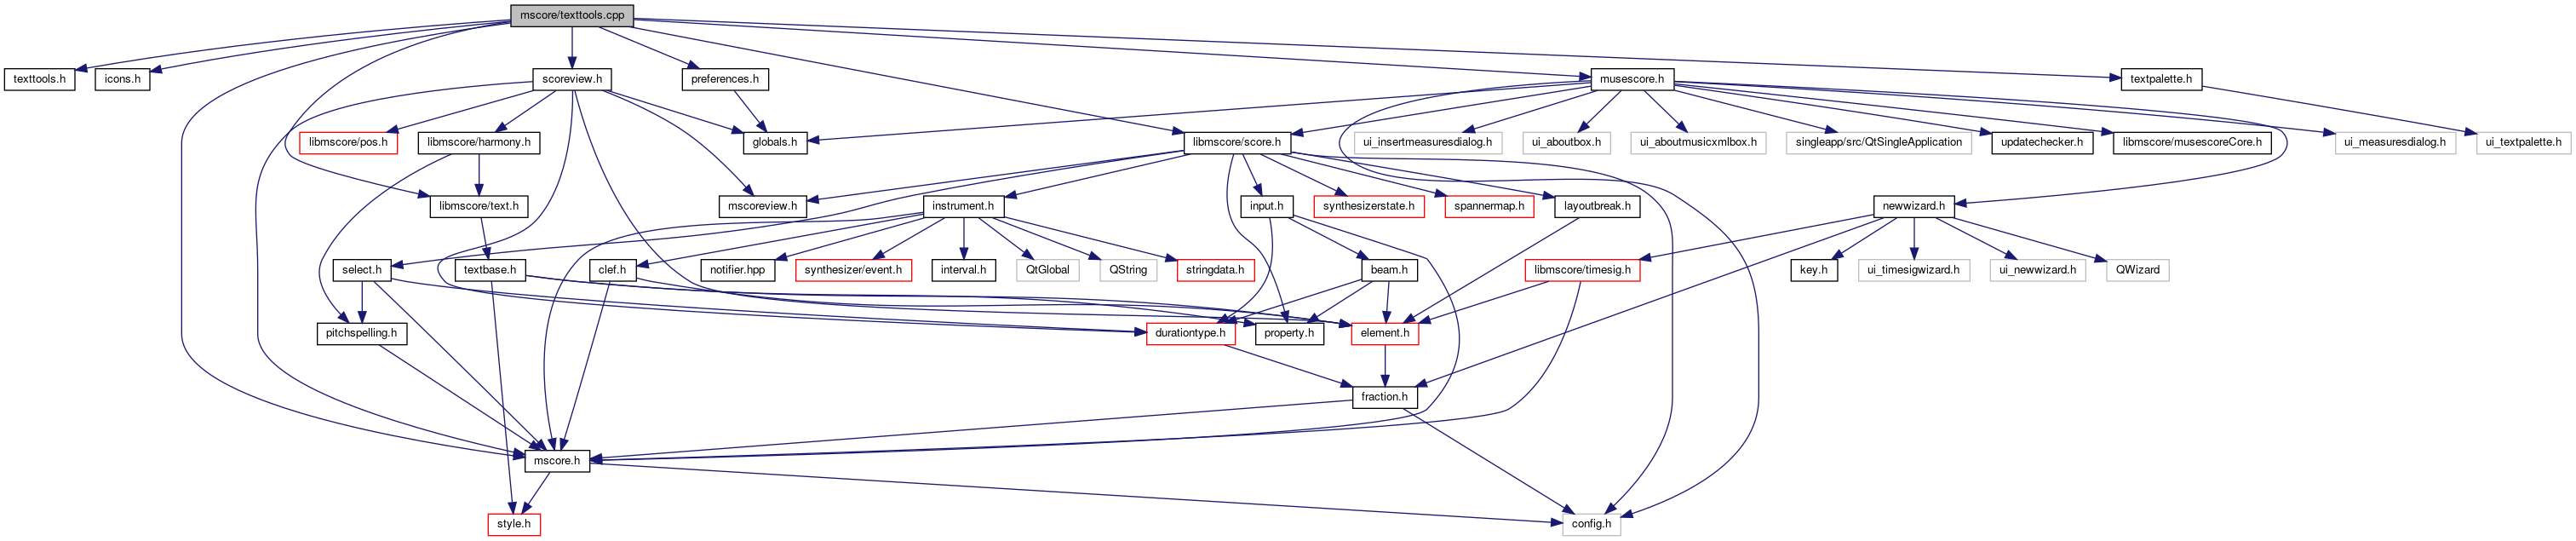 mscore/texttools.cpp
texttools.h
icons.h
scoreview.h
preferences.h
musescore.h
textpalette.h
libmscore/pos.h
libmscore/harmony.h
globals.h
libmscore/score.h
ui_insertmeasuresdialog.h
ui_aboutbox.h
ui_aboutmusicxmlbox.h
singleapp/src/QtSingleApplication
updatechecker.h
libmscore/musescoreCore.h
ui_measuresdialog.h
ui_textpalette.h
libmscore/text.h
mscoreview.h
instrument.h
input.h
synthesizerstate.h
spannermap.h
layoutbreak.h
newwizard.h
select.h
textbase.h
clef.h
notifier.hpp
synthesizer/event.h
interval.h
QtGlobal
QString
stringdata.h
beam.h
libmscore/timesig.h
key.h
ui_timesigwizard.h
ui_newwizard.h
QWizard
pitchspelling.h
durationtype.h
property.h
element.h
fraction.h
mscore.h
style.h
config.h